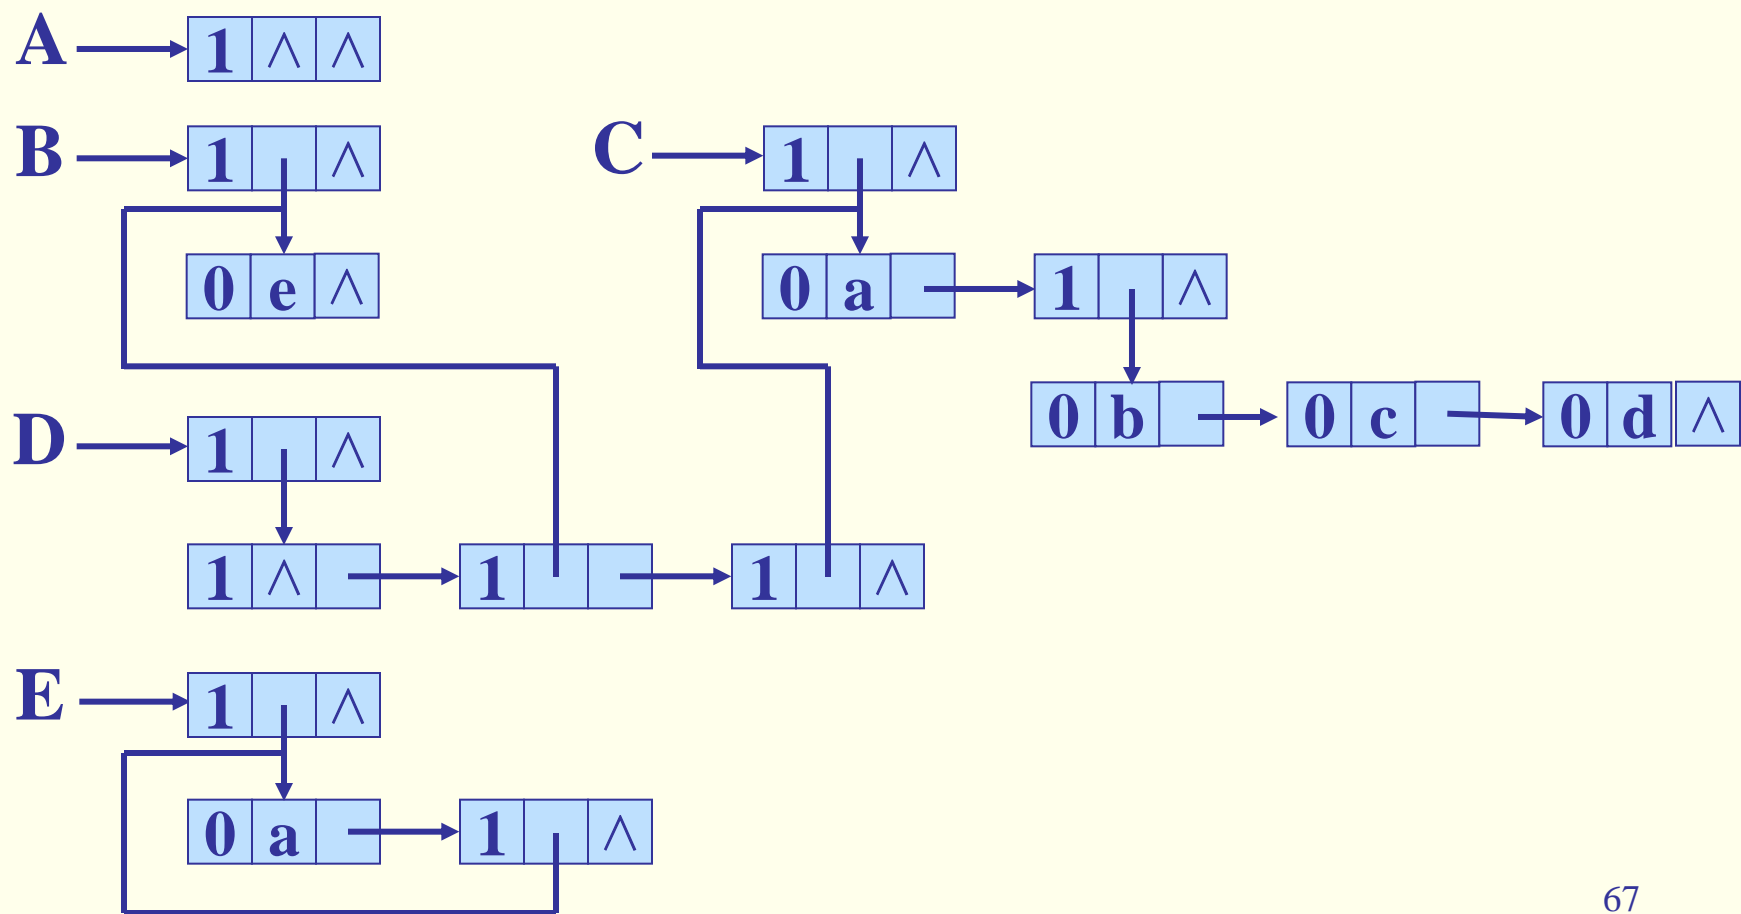 A 1 ^ ^
B 1 ^ C 1 ^
0 e ^ 0 a 1 ^
0 b 0 c 0 d ^
D 1 ^
1 ^ 1 1 ^
E 1 ^
0 a 1 ^
67